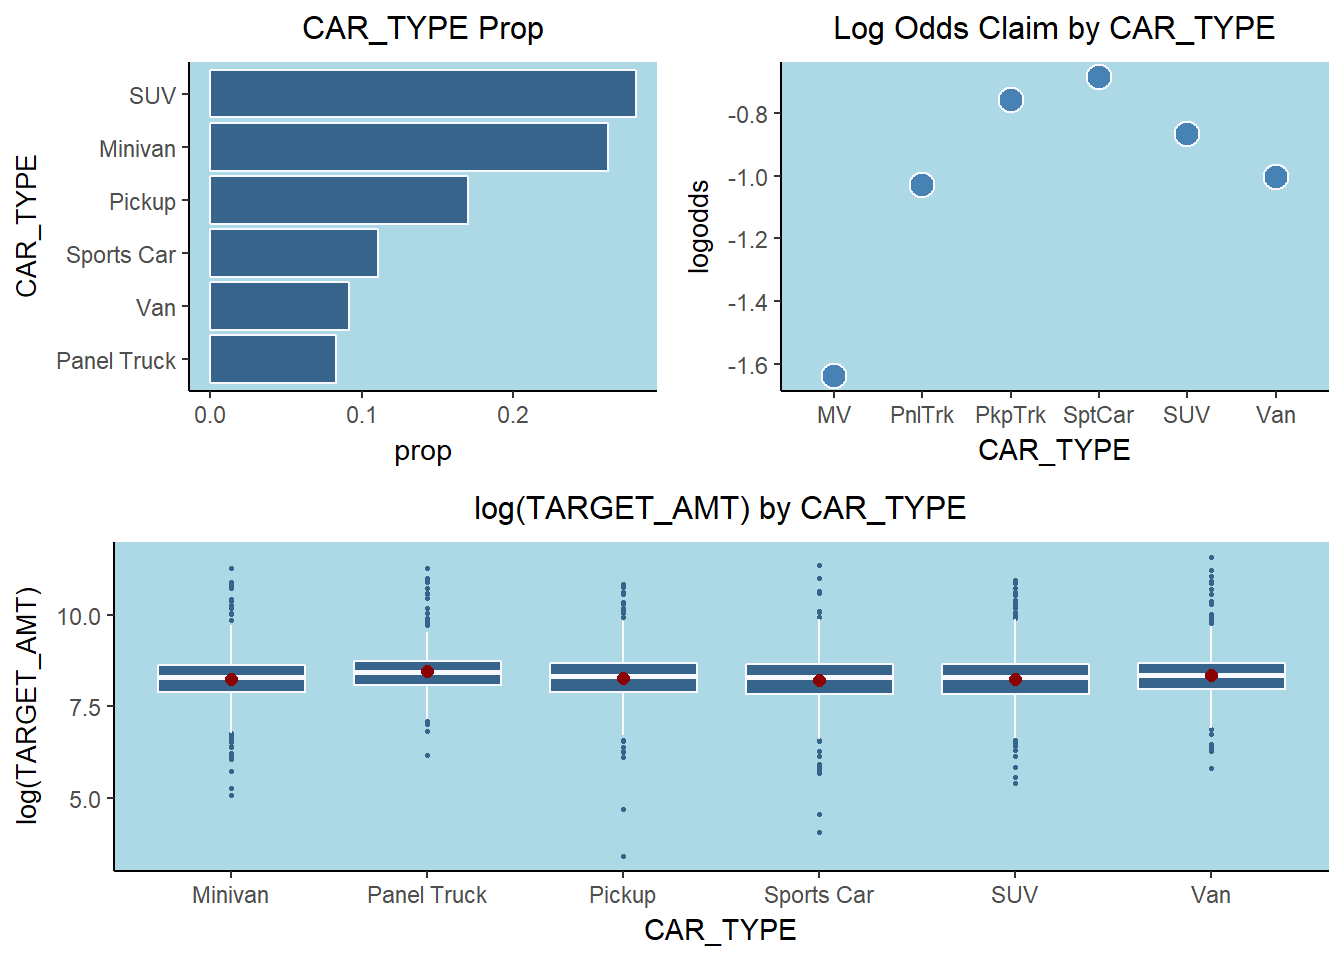 CAR_TYPE Prop
CAR_TYPE
SUV
Minivan
Pickup
Sports Car
Van
Panel Truck
0.0 0.1 0.2
prop
Log Odds Claim by CAR_TYPE
logodds
-0.8
-1.0
-1.2
-1.4
-1.6
MV PnlTrk PkpTrk SptCar SUV Van
CAR_TYPE
log(TARGET_AMT) by CAR_TYPE
log(TARGET_AMT)
10.0
7.5
5.0
Minivan Panel Truck Pickup Sports Car SUV Van
CAR_TYPE